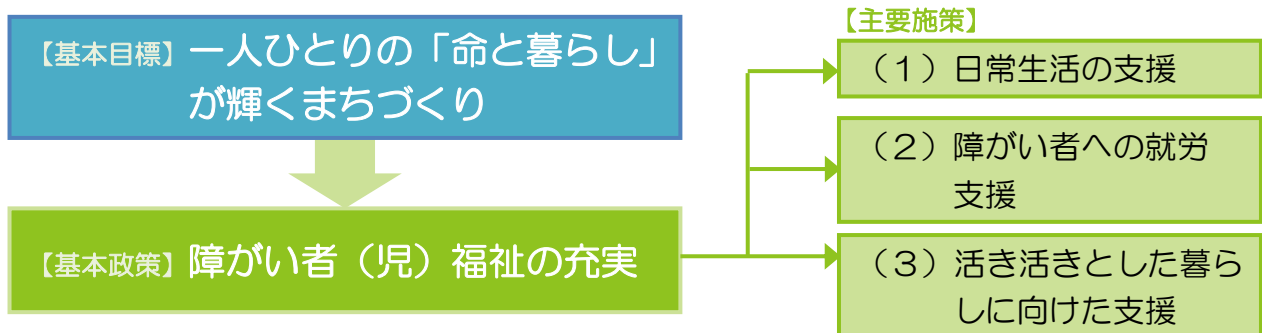 【基本目標】一人ひとりの「命と暮らし」
が輝くまちづくり
【基本政策】障がい者（児）福祉の充実
【主要施策】
（１）日常生活の支援
（２）障がい者への就労
支援
（３）活き活きとした暮ら
しに向けた支援